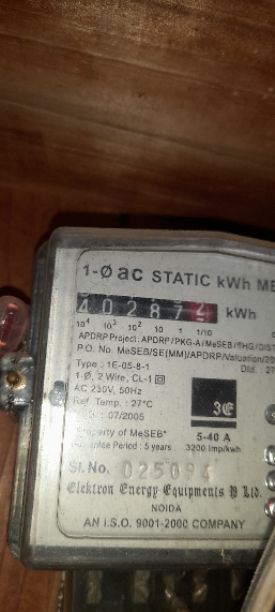 1-Ø ac STATIC kWh ME
40287 kWh
10⁴ 10³ 10² 10 1 1/10
APDRP Project: APDRP/PKG-A/MeSEB/
P.O. No. MeSEB/SE(MM)/APDRP/Valuation/20
Type : 1E-05-8-1
1-Ø, 2 Wire, CL-1
AC 230V, 50Hz
Ref. Temp. : 27°C
: 07/2005
3E
Property of MeSEB 5-40 A
Guarantee Period : 5 years 3200 Imp/kwh
Sl. No. 025094
Elektron Energy Equipments P Ltd.
NOIDA
AN I.S.O. 9001-2000 COMPANY